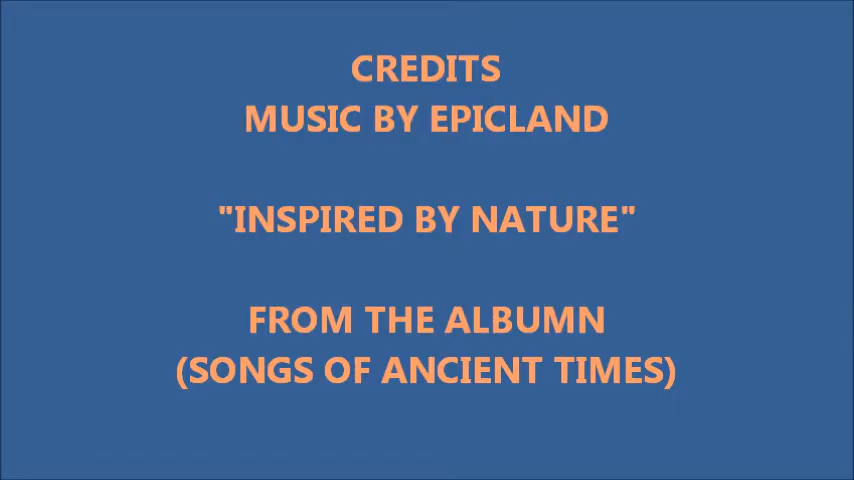 CREDITS
MUSIC BY EPICLAND
"INSPIRED BY NATURE"
FROM THE ALBUMN
(SONGS OF ANCIENT TIMES)